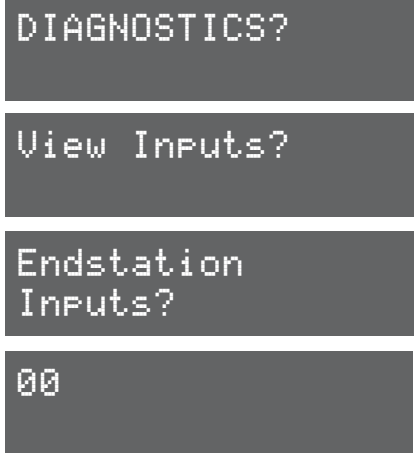 DIAGNOSTICS?
View Inputs?
Endstation
Inputs?
00